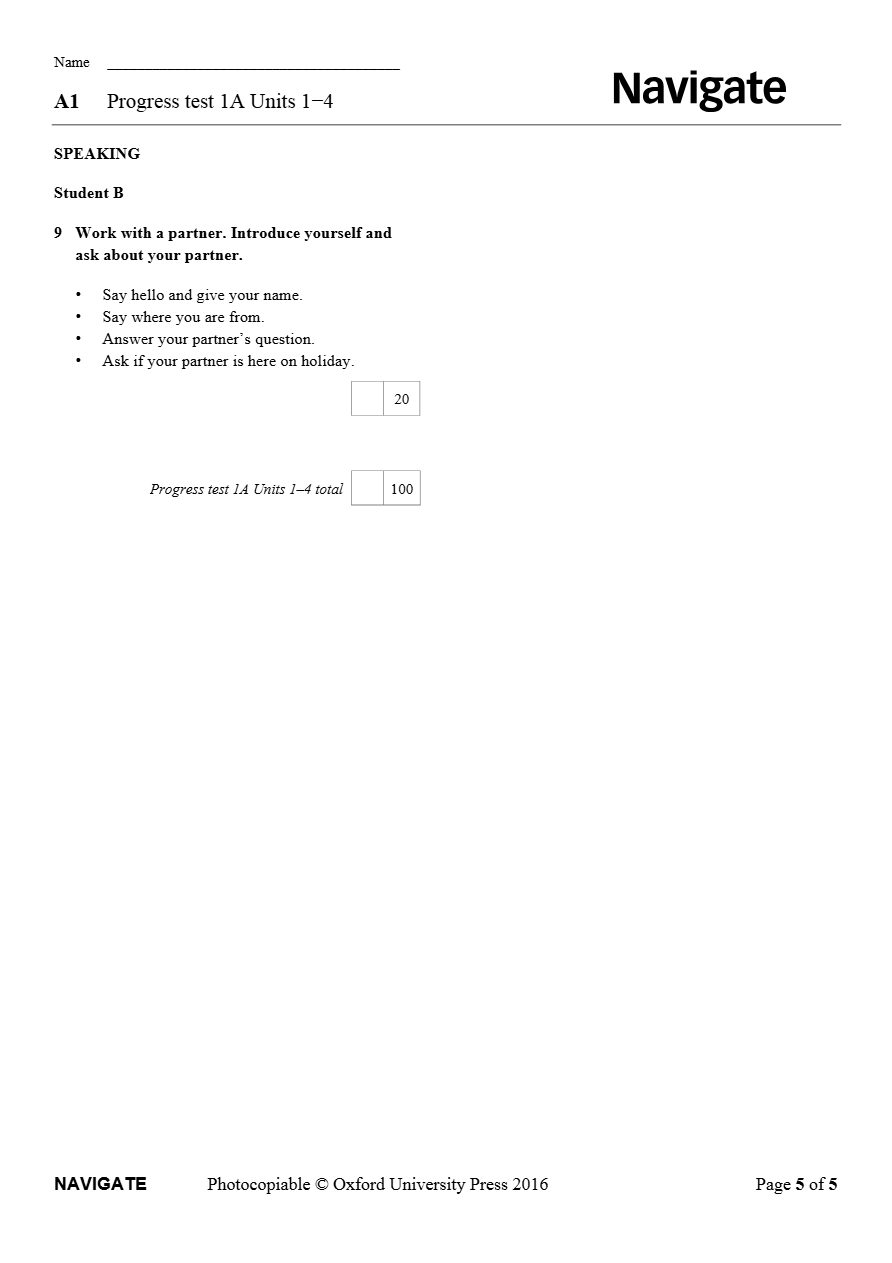 Name _______________________________________
Navigate
A1 Progress test 1A Units 1−4
SPEAKING
Student B
9 Work with a partner. Introduce yourself and
ask about your partner.
• Say hello and give your name.
• Say where you are from.
• Answer your partner’s question.
• Ask if your partner is here on holiday.
20
Progress test 1A Units 1–4 total 100
NAVIGATE Photocopiable © Oxford University Press 2016 Page 5 of 5